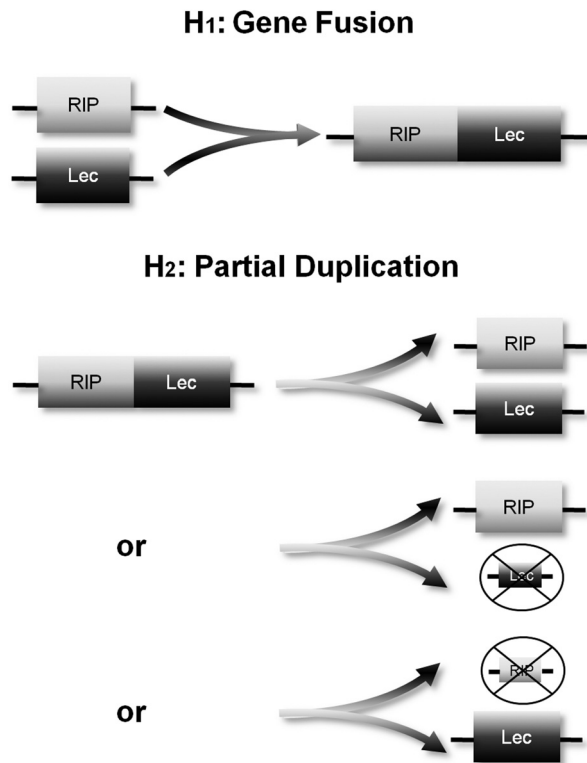 H1: Gene Fusion
RIP
Lec
RIP Lec
H2: Partial Duplication
RIP Lec
RIP
Lec
or
RIP
Lec
or
RIP
Lec